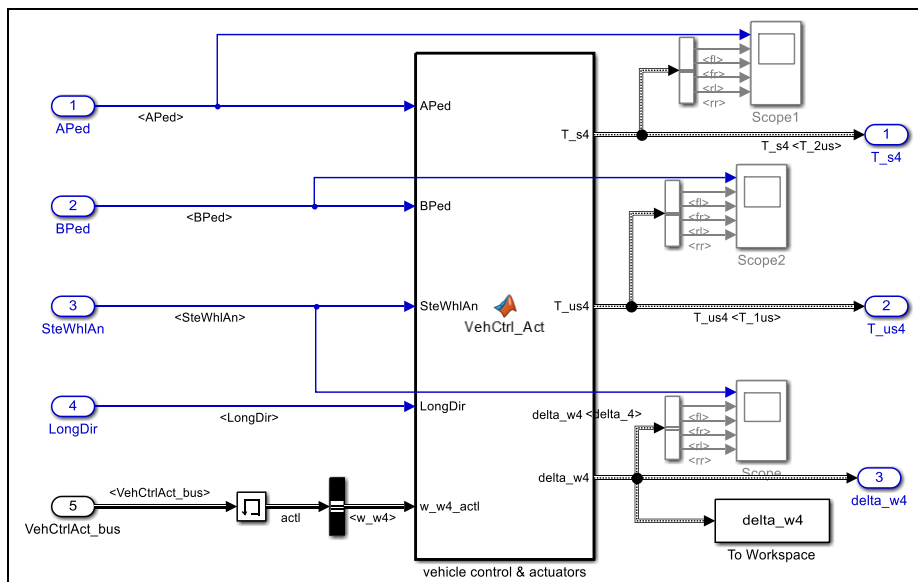 1
APed
<APed>
2
BPed
<BPed>
3
SteWhlAn
<SteWhlAn>
4
LongDir
<LongDir>
5
VehCtrlAct_bus
<VehCtrlAct_bus>
actl
<w_w4>
APed
BPed
SteWhlAn
LongDir
w_w4_actl
VehCtrl_Act
T_s4
T_us4
delta_w4
vehicle control & actuators
<fl>
<fr>
<rl>
<rr>
Scope1
T_s4 <T_2us>
1
T_s4
<fl>
<fr>
<rl>
<rr>
Scope2
T_us4 <T_1us>
2
T_us4
delta_w4 <delta_4>
<fl>
<fr>
<rl>
<rr>
Scope
3
delta_w4
delta_w4
To Workspace